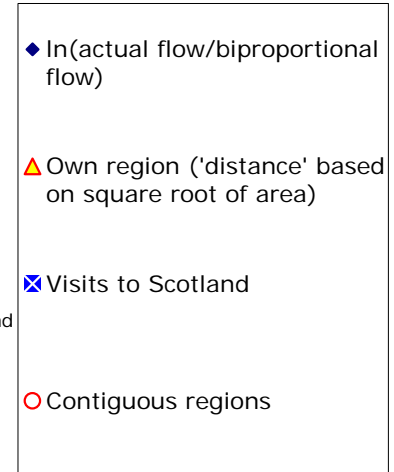 In(actual flow/biproportional
flow)
Own region ('distance' based
on square root of area)
Visits to Scotland
Contiguous regions